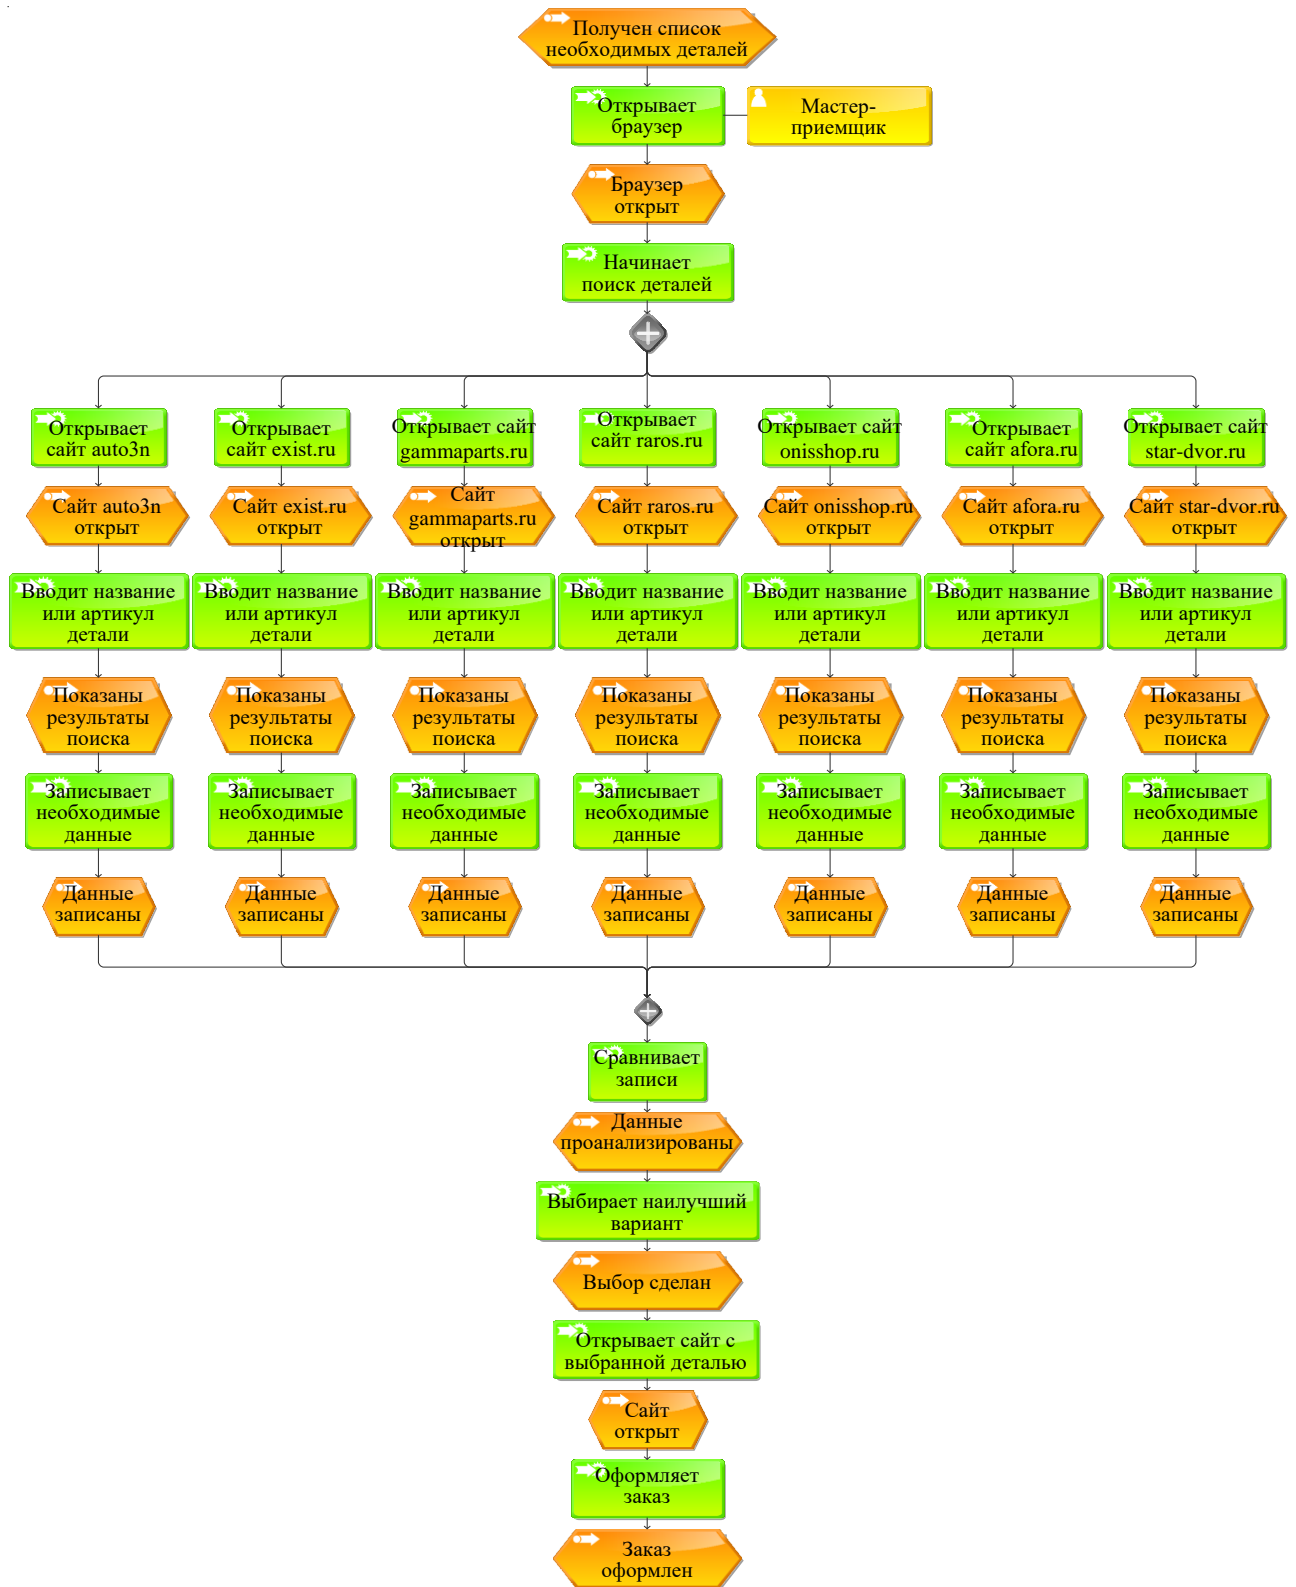 Получен список
необходимых деталей
Открывает
браузер
Мастер-
приемщик
Браузер
открыт
Начинает
поиск деталей
Открывает
сайт auto3n
Открывает
сайт exist.ru
Открывает сайт
gammaparts.ru
Открывает
сайт raros.ru
Открывает сайт
onisshop.ru
Открывает
сайт afora.ru
Открывает сайт
star-dvor.ru
Сайт auto3n
открыт
Сайт exist.ru
открыт
Сайт
gammaparts.ru
открыт
Сайт raros.ru
открыт
Сайт onisshop.ru
открыт
Сайт afora.ru
открыт
Сайт star-dvor.ru
открыт
Вводит название
или артикул
детали
Вводит название
или артикул
детали
Вводит название
или артикул
детали
Вводит название
или артикул
детали
Вводит название
или артикул
детали
Вводит название
или артикул
детали
Вводит название
или артикул
детали
Показаны
результаты
поиска
Показаны
результаты
поиска
Показаны
результаты
поиска
Показаны
результаты
поиска
Показаны
результаты
поиска
Показаны
результаты
поиска
Показаны
результаты
поиска
Записывает
необходимые
данные
Записывает
необходимые
данные
Записывает
необходимые
данные
Записывает
необходимые
данные
Записывает
необходимые
данные
Записывает
необходимые
данные
Записывает
необходимые
данные
Данные
записаны
Данные
записаны
Данные
записаны
Данные
записаны
Данные
записаны
Данные
записаны
Данные
записаны
Сравнивает
записи
Данные
проанализированы
Выбирает наилучший
вариант
Выбор сделан
Открывает сайт с
выбранной деталью
Сайт
открыт
Оформляет
заказ
Заказ
оформлен